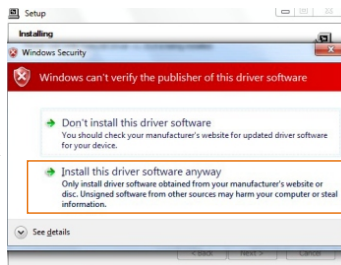 Setup
Installing
Windows Security
Windows can't verify the publisher of this driver software
Don't install this driver software
You should check your manufacturer's website for updated driver software
for your device.
Install this driver software anyway
Only install driver software obtained from your manufacturer's website or
disc. Unsigned software from other sources may harm your computer or steal
information.
See details
< Back Next > Cancel